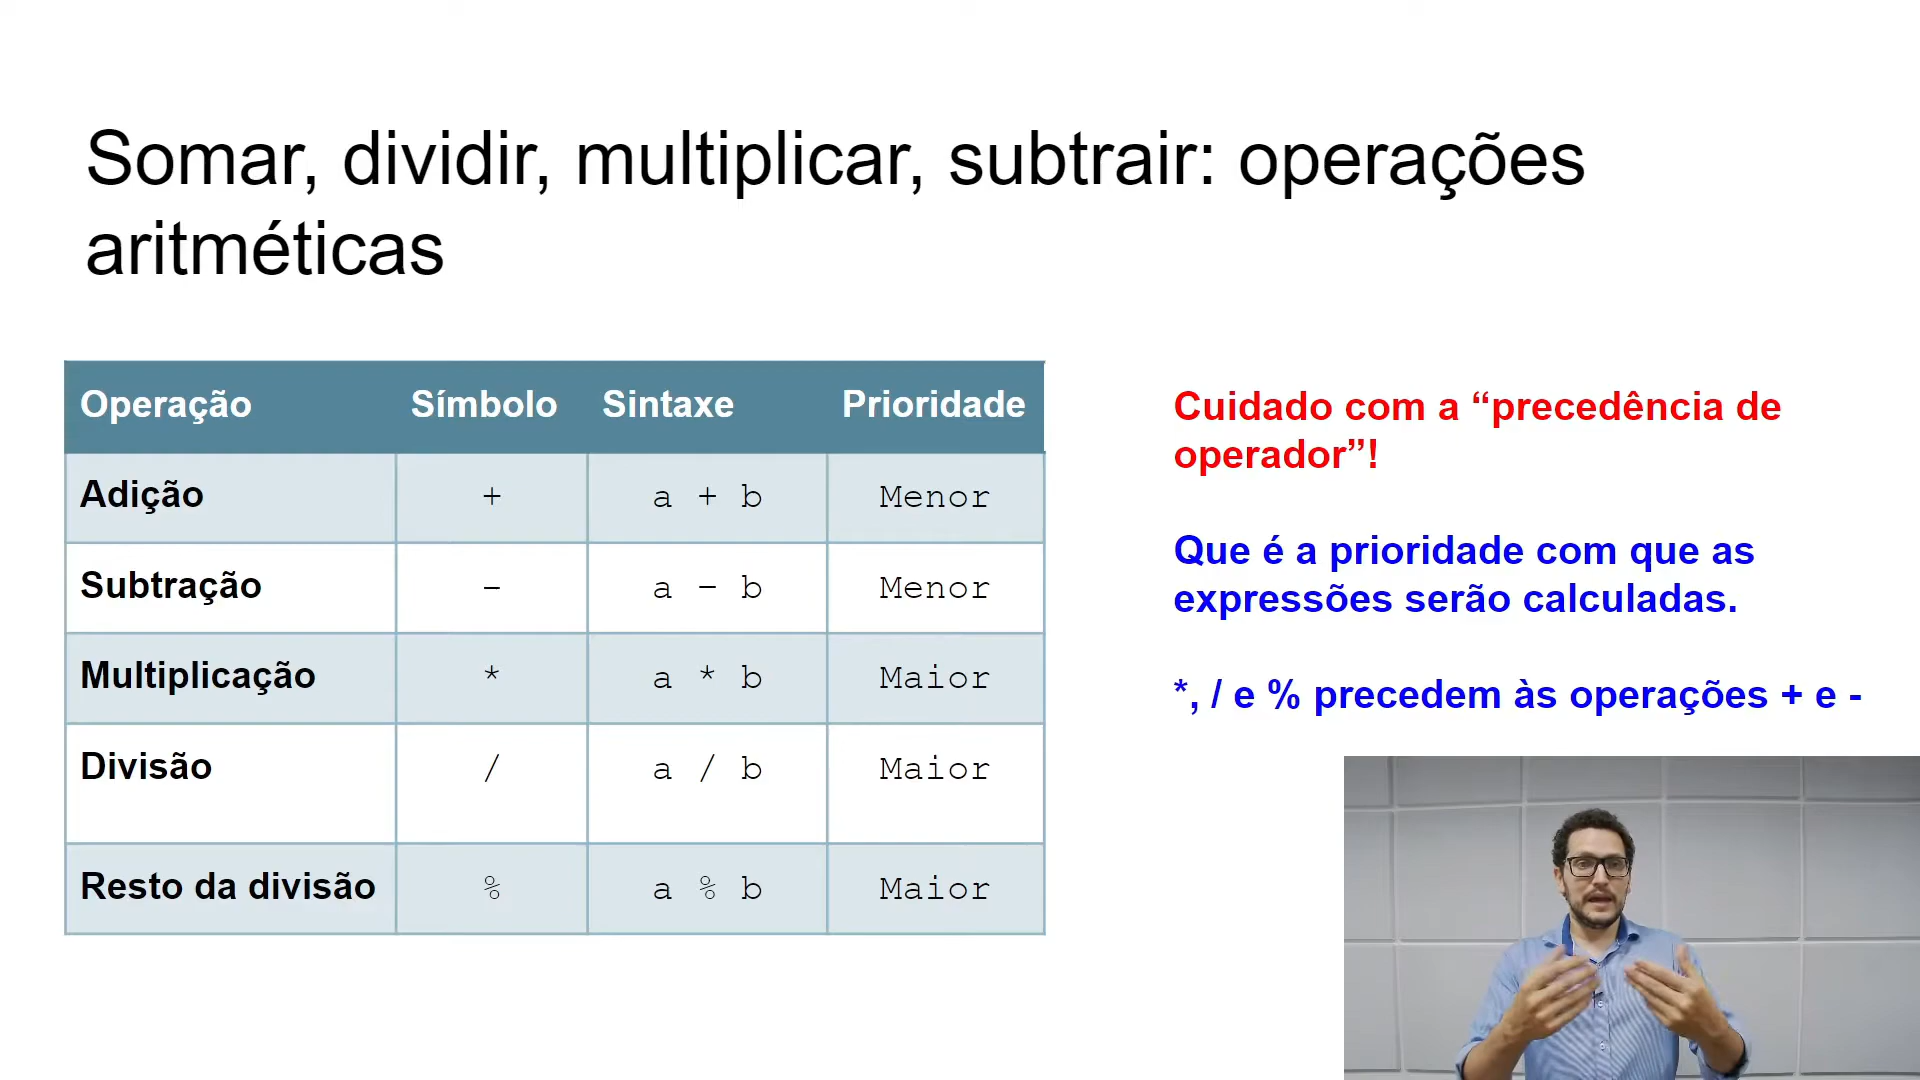 Somar, dividir, multiplicar, subtrair: operações
aritméticas
Operação Símbolo Sintaxe Prioridade
Adição + a + b Menor
Subtração - a - b Menor
Multiplicação * a * b Maior
Divisão / a / b Maior
Resto da divisão % a % b Maior
Cuidado com a “precedência de
operador”!
Que é a prioridade com que as
expressões serão calculadas.
*, / e % precedem às operações + e -